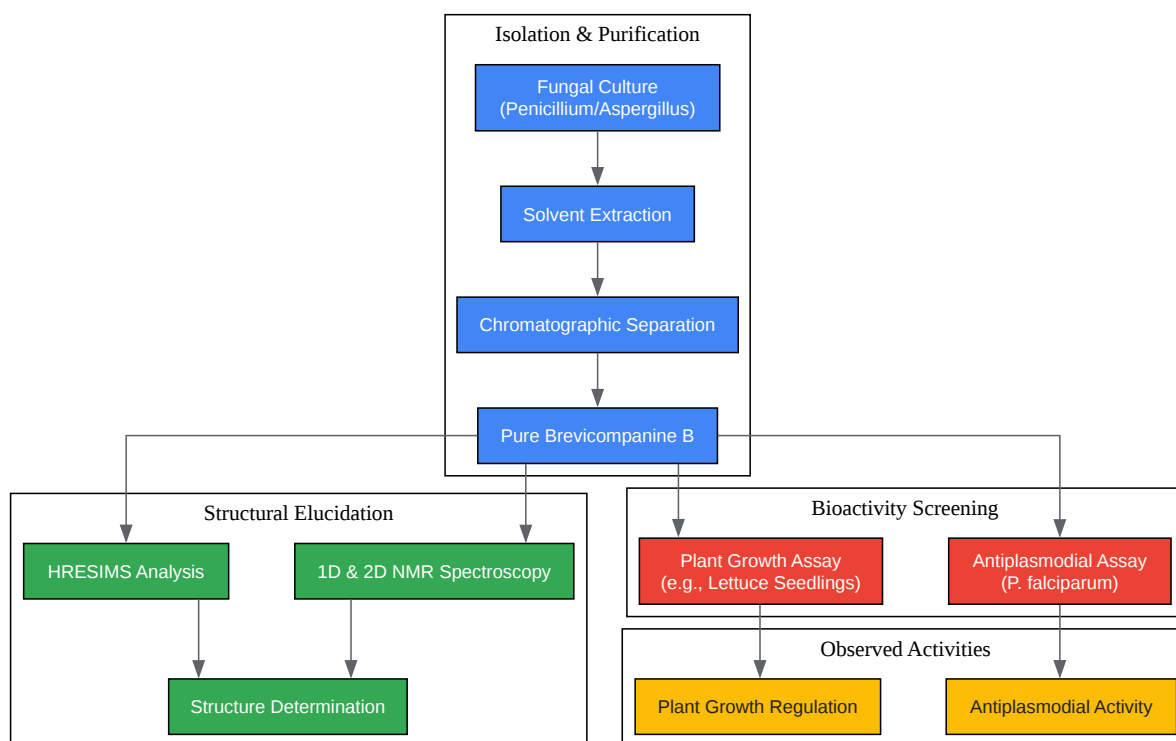 Isolation & Purification
Fungal Culture
(Penicillium/Aspergillus)
Solvent Extraction
Chromatographic Separation
Pure Brevicompanine B
Structural Elucidation
HRESIMS Analysis
1D & 2D NMR Spectroscopy
Structure Determination
Bioactivity Screening
Plant Growth Assay
(e.g., Lettuce Seedlings)
Antiplasmodial Assay
(P. falciparum)
Observed Activities
Plant Growth Regulation
Antiplasmodial Activity